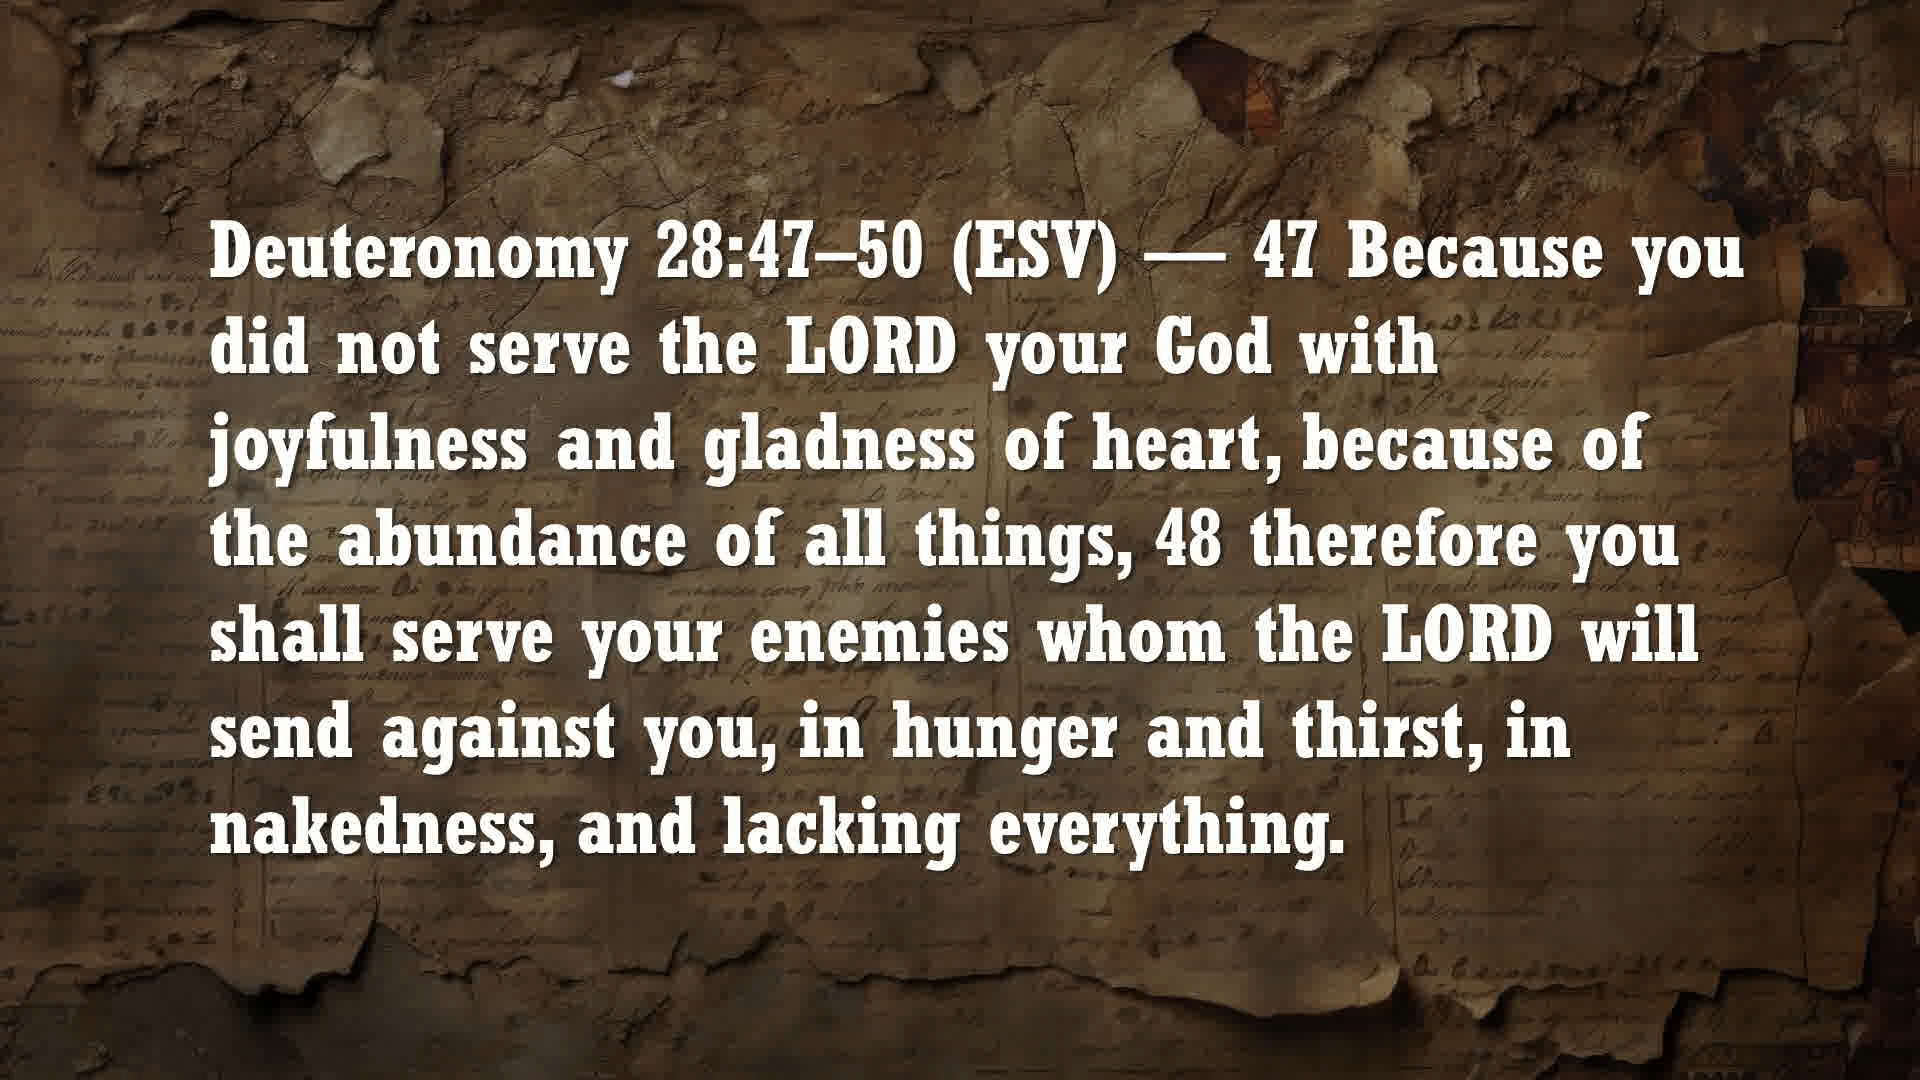 Deuteronomy 28:47–50 (ESV) — 47 Because you
did not serve the LORD your God with
joyfulness and gladness of heart, because of
the abundance of all things, 48 therefore you
shall serve your enemies whom the LORD will
send against you, in hunger and thirst, in
nakedness, and lacking everything.